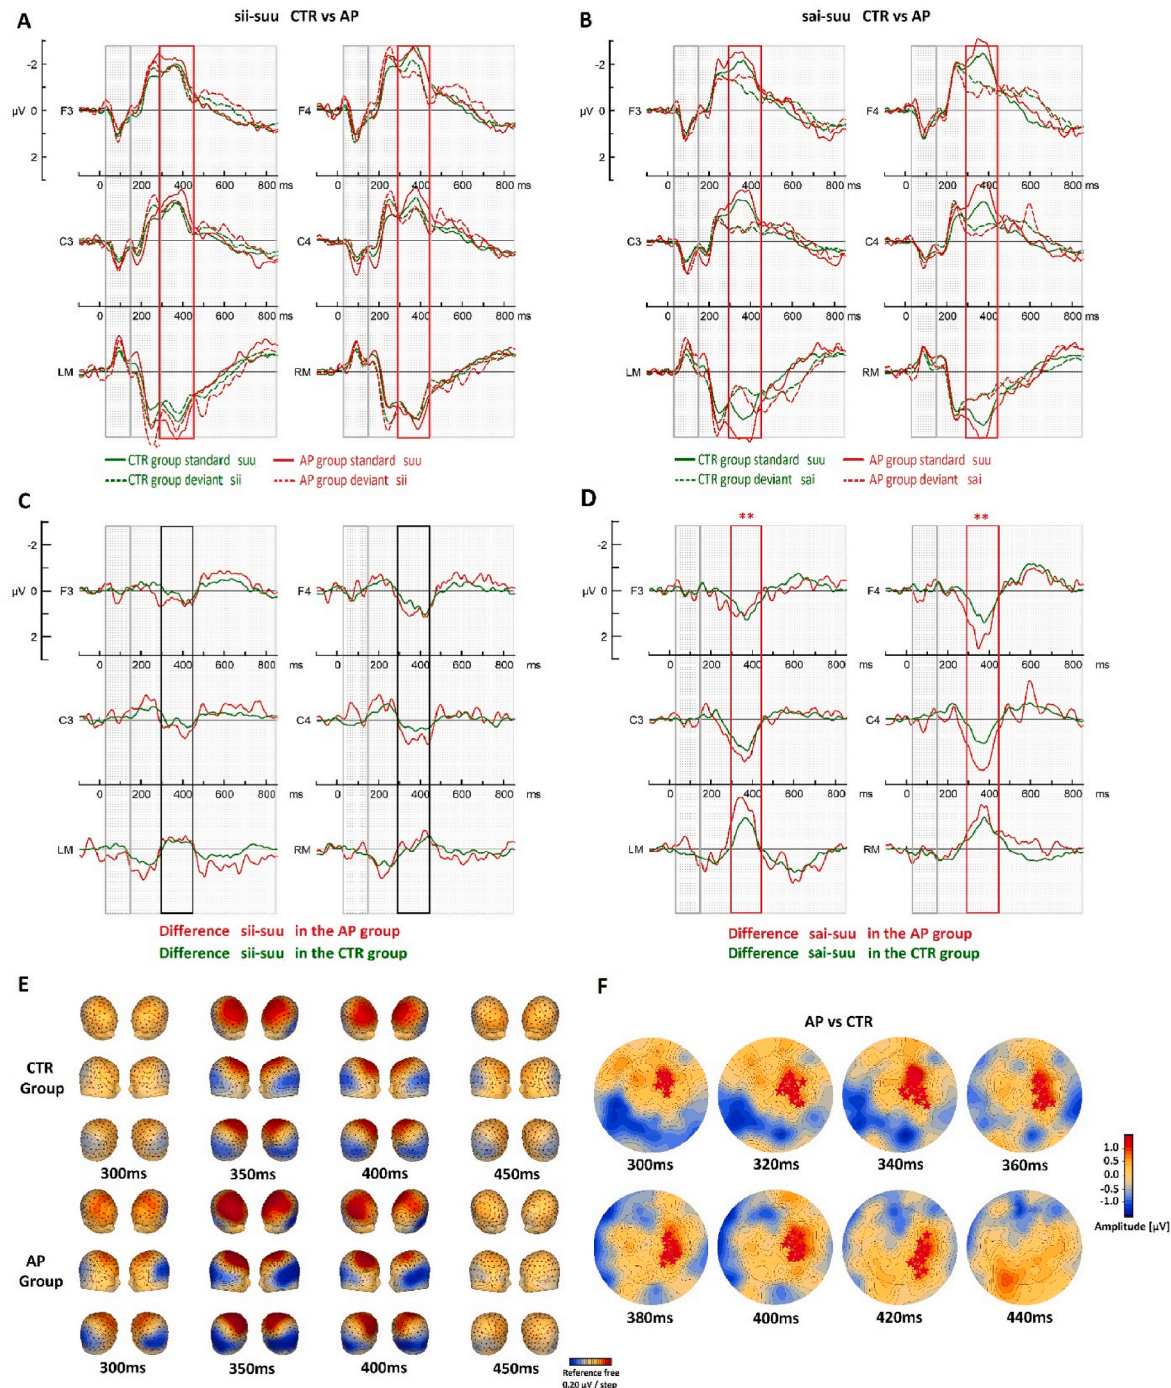 A
sii-suu CTR vs AP
B
sai-suu CTR vs AP
-2
µV 0
2
F3
F4
0 200 400 600 800 ms
0 200 400 600 800
C3
C4
0 200 400 600 ms
0 200 400 600 800 ms
LM
RM
CTR group standard suu
AP group standard suu
CTR group deviant sii
AP group deviant sii
-2
µV 0
2
F3
F4
0 200 400 600 800 ms
0 200 400 600 800
C3
C4
0 200 400 600 800 ms
0 200 400 600 800 ms
LM
RM
CTR group standard suu
AP group standard suu
CTR group deviant sai
AP group deviant sai
C
-2
µV 0
2
F3
F4
0 200 400 600 ms
0 200 400 600 800 ms
C3
C4
0 200 400 600 800 ms
0 200 400 600 800 ms
LM
RM
Difference sii-suu in the AP group
Difference sii-suu in the CTR group
D
**
**
-2
µV 0
2
F3
F4
0 200 400 600 ms
0 200 400 600 800 ms
C3
C4
0 200 400 600 800 ms
0 200 400 600 800 ms
LM
RM
Difference sai-suu in the AP group
Difference sai-suu in the CTR group
E
CTR
Group
300ms
350ms
400ms
450ms
AP
Group
300ms
350ms
400ms
450ms
Reference free
0.20 µV / step
F
AP vs CTR
300ms
320ms
340ms
360ms
380ms
400ms
420ms
440ms
1.0
0.5
-0.0
-0.5
-1.0
Amplitude [µV]